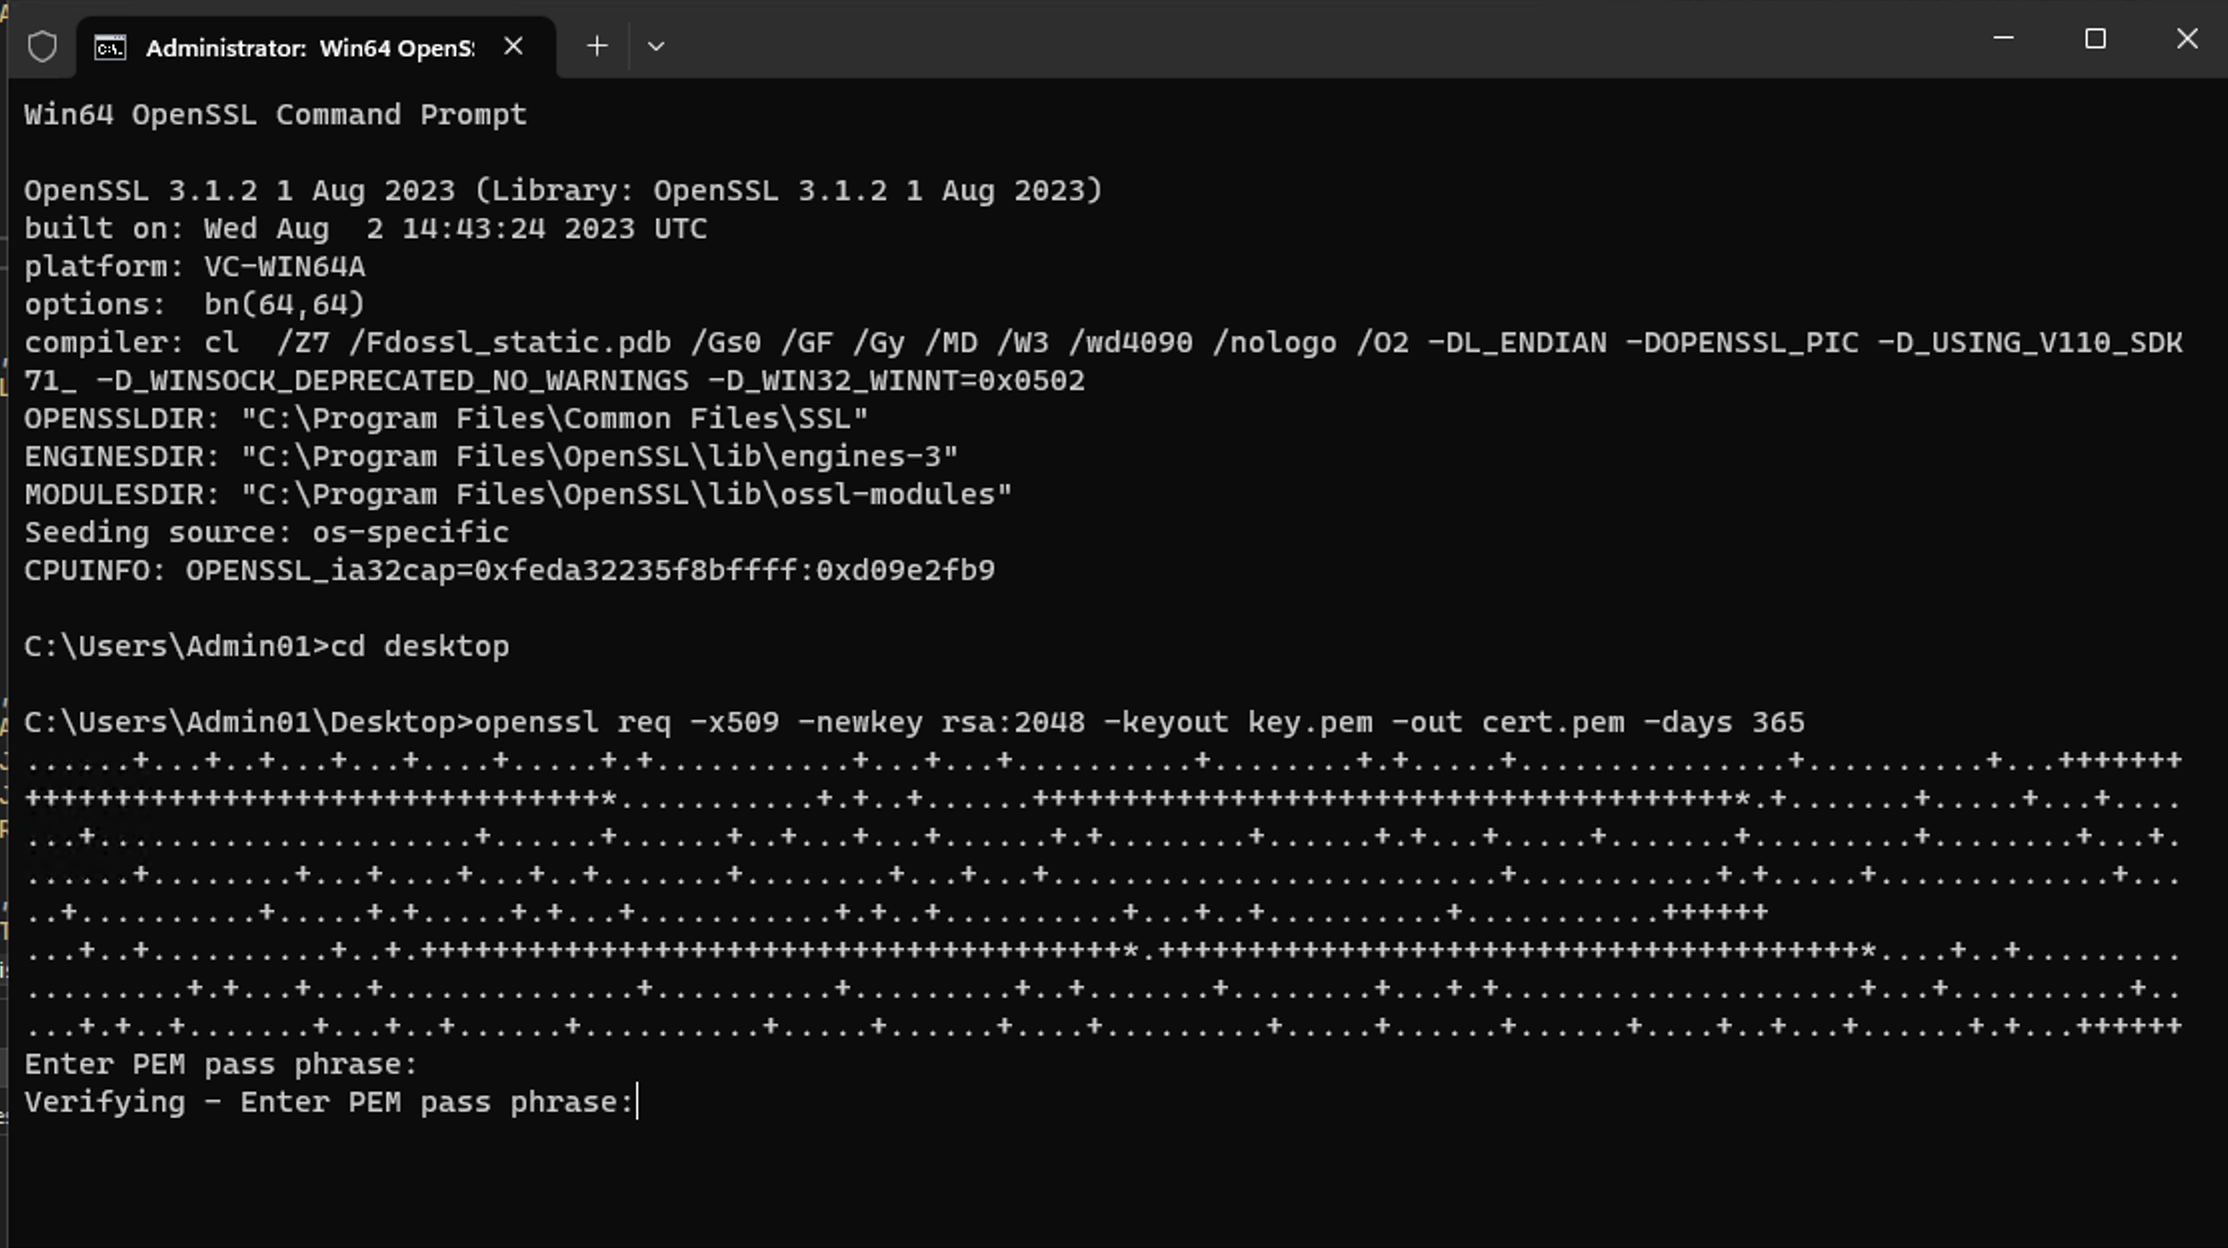 Administrator: Win64 OpenS
Win64 OpenSSL Command Prompt
OpenSSL 3.1.2 1 Aug 2023 (Library: OpenSSL 3.1.2 1 Aug 2023)
built on: Wed Aug  2 14:43:24 2023 UTC
platform: VC-WIN64A
options:  bn(64,64)
compiler: cl  /Z7 /Fdossl_static.pdb /Gs0 /GF /Gy /MD /W3 /wd4090 /nologo /O2 -DL_ENDIAN -DOPENSSL_PIC -D_USING_V110_SDK
71_ -D_WINSOCK_DEPRECATED_NO_WARNINGS -D_WIN32_WINNT=0x0502
OPENSSLDIR: "C:\Program Files\Common Files\SSL"
ENGINESDIR: "C:\Program Files\OpenSSL\lib\engines-3"
MODULESDIR: "C:\Program Files\OpenSSL\lib\ossl-modules"
Seeding source: os-specific
CPUINFO: OPENSSL_ia32cap=0xfeda32235f8bffff:0xd09e2fb9
C:\Users\Admin01>cd desktop
C:\Users\Admin01\Desktop>openssl req -x509 -newkey rsa:2048 -keyout key.pem -out cert.pem -days 365
Enter PEM pass phrase:
Verifying - Enter PEM pass phrase: